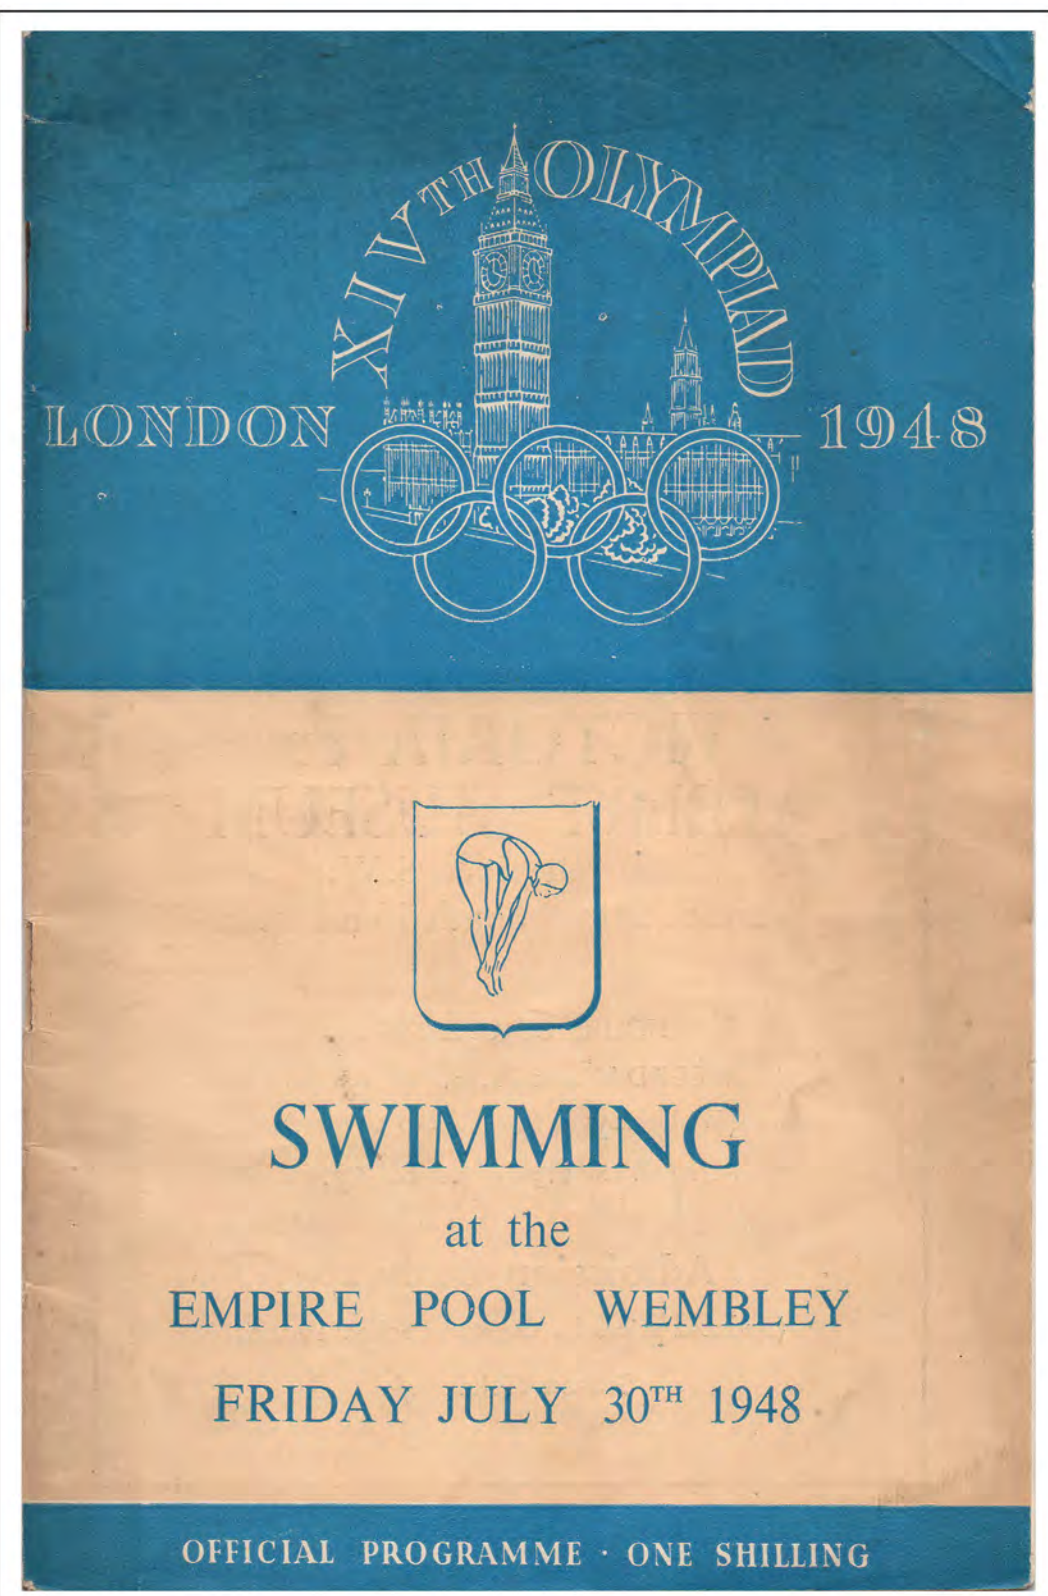 XIVTH OLYMPIAD
LONDON 1948
SWIMMING
at the
EMPIRE POOL WEMBLEY
FRIDAY JULY 30TH 1948
OFFICIAL PROGRAMME · ONE SHILLING